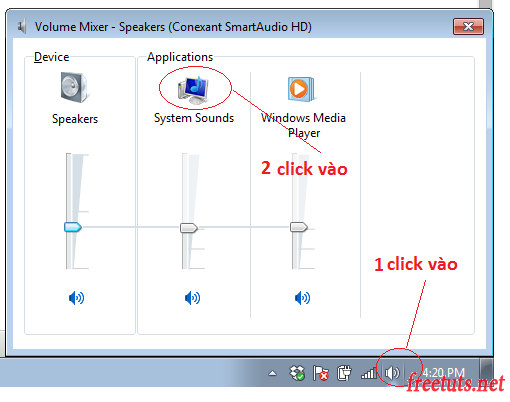 Volume Mixer - Speakers (Conexant SmartAudio HD)
Device
Applications
Speakers
System Sounds
Windows Media
Player
2 click vào
1 click vào
4:20 PM
freetuts.net